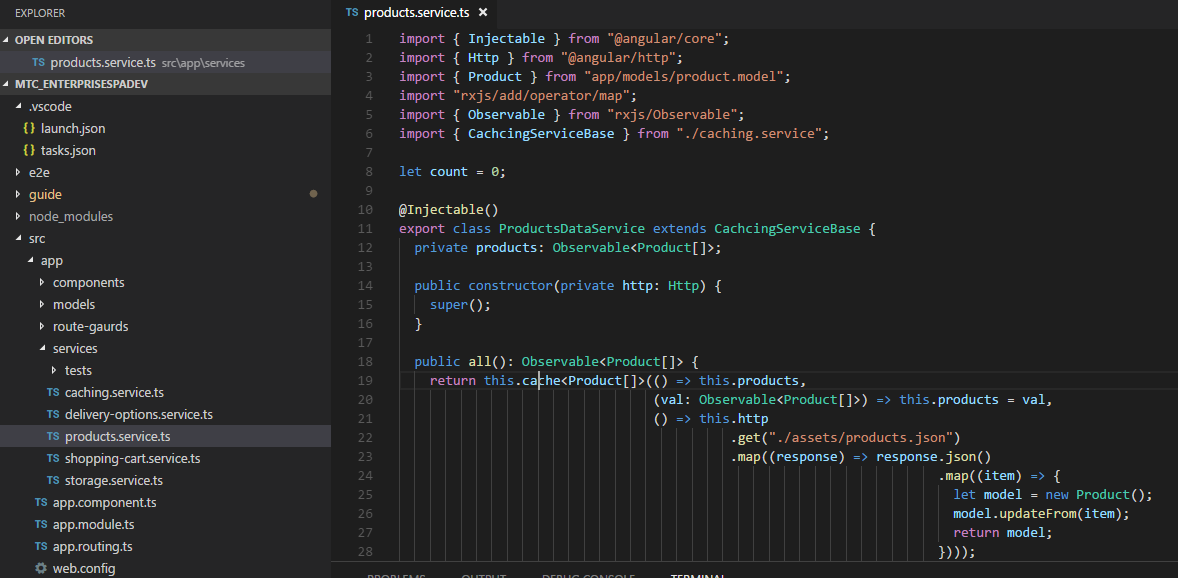 EXPLORER
OPEN EDITORS
TS products.service.ts src\app\services
MTC_ENTERPRISESPADEV
.vscode
{} launch.json
{} tasks.json
e2e
guide
node_modules
src
app
components
models
route-gaurds
services
tests
TS caching.service.ts
TS delivery-options.service.ts
TS products.service.ts
TS shopping-cart.service.ts
TS storage.service.ts
TS app.component.ts
TS app.module.ts
TS app.routing.ts
web.config
TS products.service.ts ×
1 import { Injectable } from "@angular/core";
2 import { Http } from "@angular/http";
3 import { Product } from "app/models/product.model";
4 import "rxjs/add/operator/map";
5 import { Observable } from "rxjs/Observable";
6 import { CachcingServiceBase } from "./caching.service";
7
8 let count = 0;
9
10 @Injectable()
11 export class ProductsDataService extends CachcingServiceBase {
12 private products: Observable<Product[]>;
13
14 public constructor(private http: Http) {
15 super();
16 }
17
18 public all(): Observable<Product[]> {
19 return this.cache<Product[]>(() => this.products,
20 (val: Observable<Product[]>) => this.products = val,
21 () => this.http
22 .get("./assets/products.json")
23 .map((response) => response.json()
24 .map((item) => {
25 let model = new Product();
26 model.updateFrom(item);
27 return model;
28 })));
PROBLEMS OUTPUT DEBUG CONSOLE TERMINAL